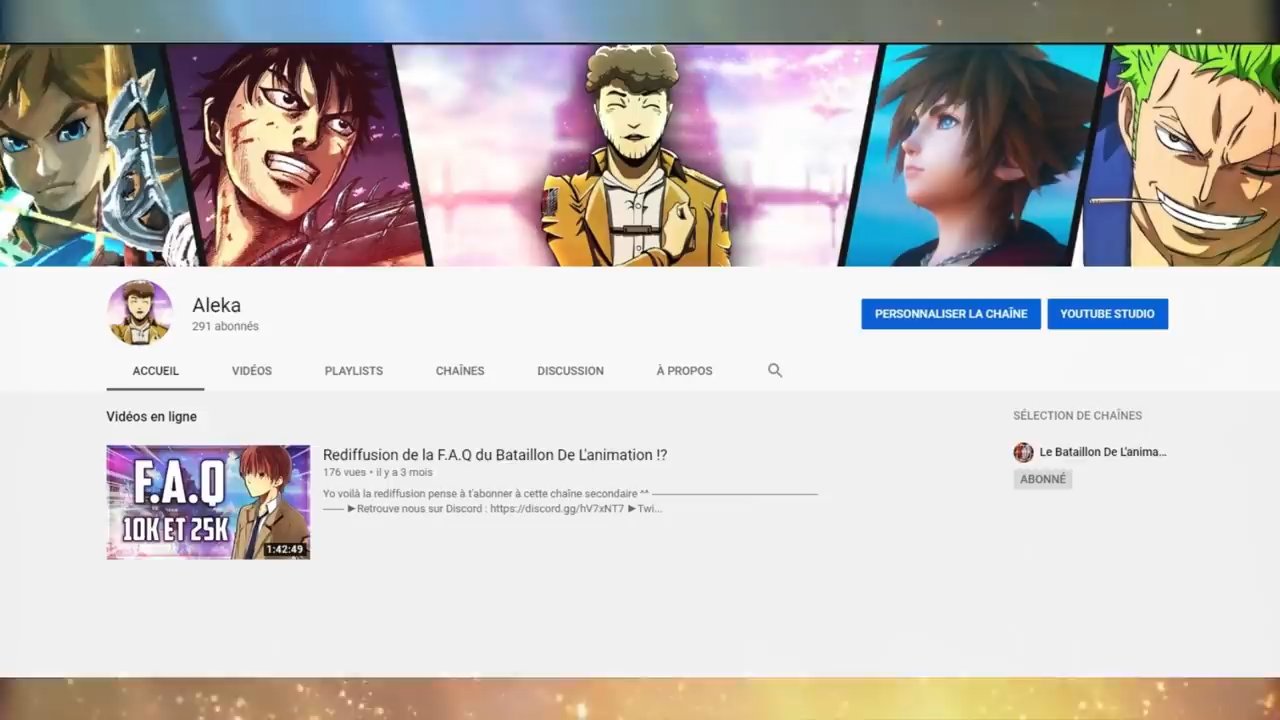 Aleka
291 abonnés
PERSONNALISER LA CHAÎNE
YOUTUBE STUDIO
ACCUEIL
VIDÉOS
PLAYLISTS
CHAÎNES
DISCUSSION
À PROPOS
Vidéos en ligne
SÉLECTION DE CHAÎNES
F.A.Q
10K ET 25K
1:42:49
Rediffusion de la F.A.Q du Bataillon De L'animation !?
176 vues • il y a 3 mois
Yo voilà la rediffusion pense à t'abonner à cette chaîne secondaire ^^ ———————————
—— ►Retrouve nous sur Discord : https://discord.gg/hV7xNT7 ►Twi...
Le Bataillon De L'anima...
ABONNÉ